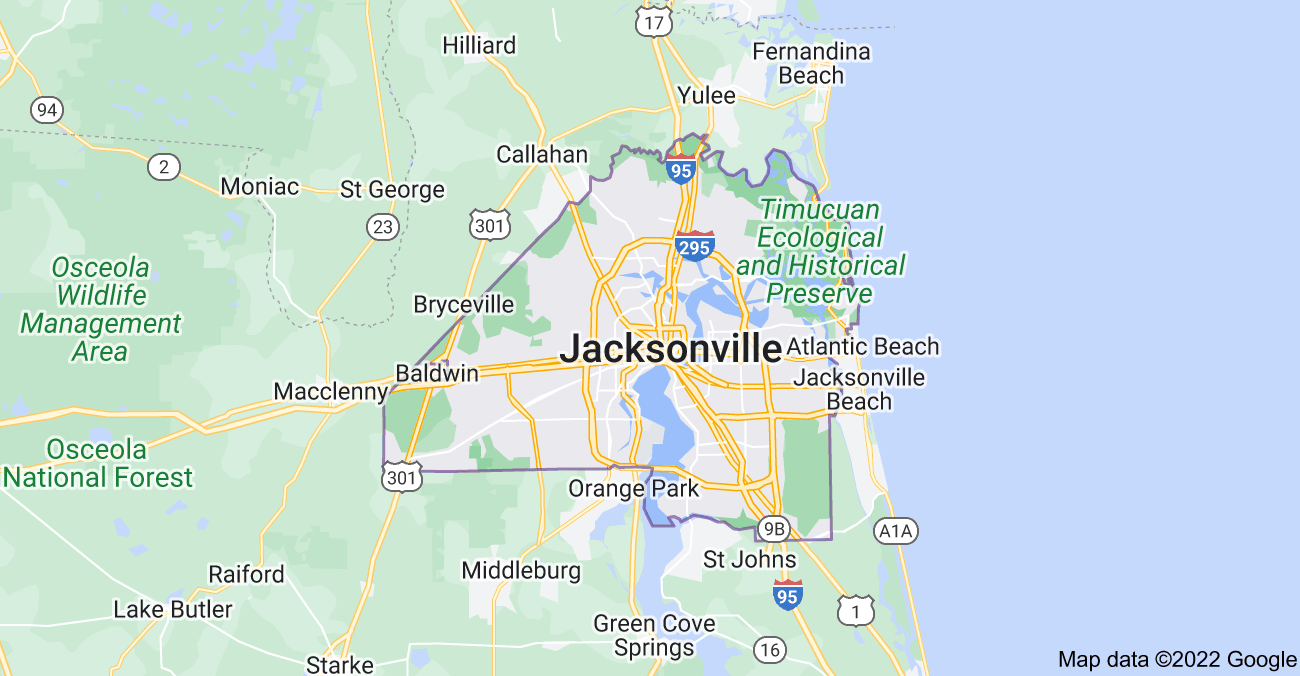 17
Hilliard
Fernandina
Beach
Yulee
94
Callahan
2
95
Moniac
St George
Timucuan
Ecological
and Historical
Preserve
301
23
295
Osceola
Wildlife
Management
Area
Bryceville
Jacksonville
Atlantic Beach
Baldwin
Jacksonville
Beach
Macclenny
Osceola
National Forest
301
Orange Park
9B
A1A
St Johns
Middleburg
Raiford
95
Lake Butler
1
Green Cove
Springs
16
Starke
Map data ©2022 Google